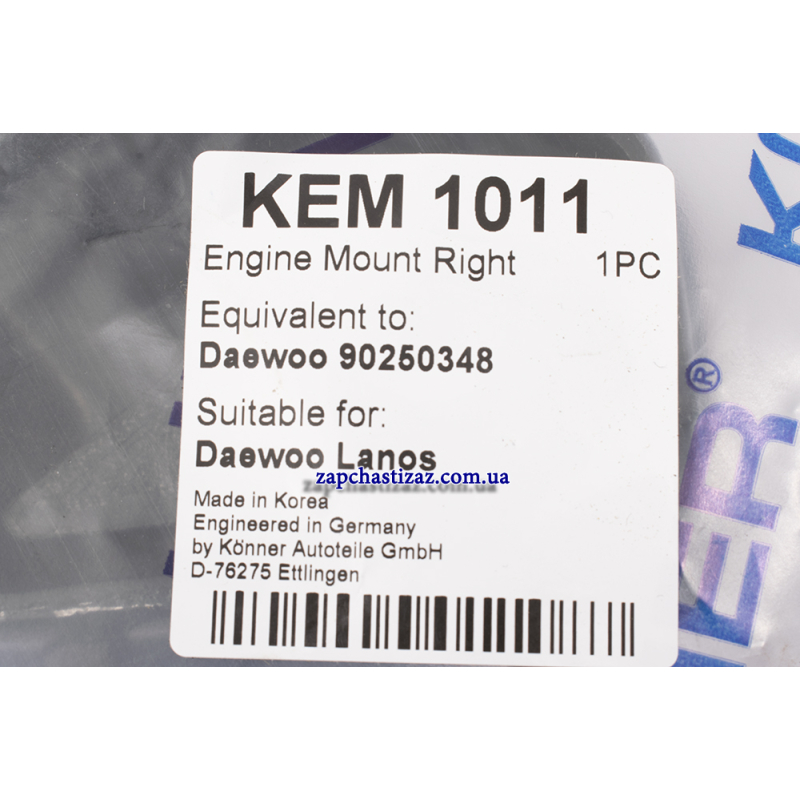 KEM 1011
Engine Mount Right 1PC
Equivalent to:
Daewoo 90250348
Suitable for:
Daewoo Lanos
zapchastizaz.com.ua
Made in Korea
Engineered in Germany
by Könner Autoteile GmbH
D-76275 Ettlingen